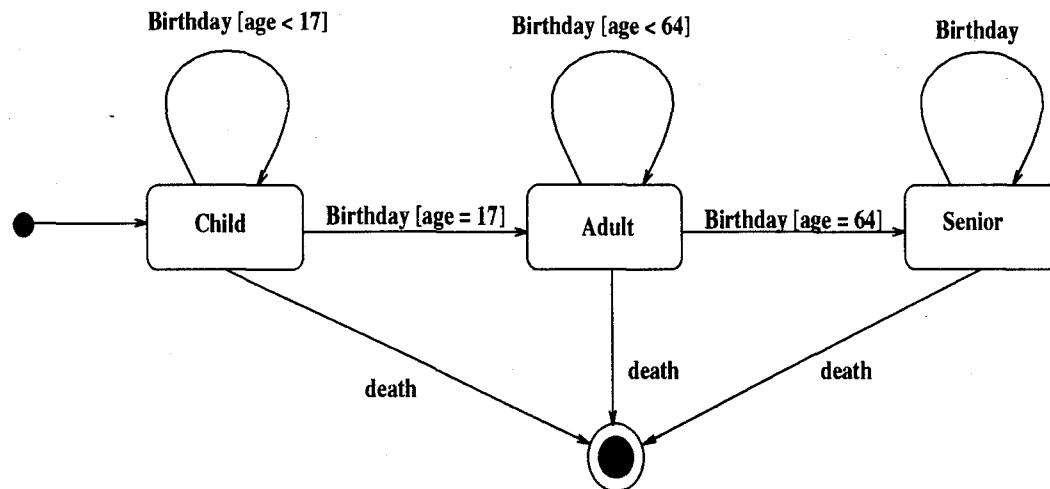 Birthday [age < 17]
Birthday [age < 64]
Birthday
Child
Birthday [age = 17]
Adult
Birthday [age = 64]
Senior
death
death
death